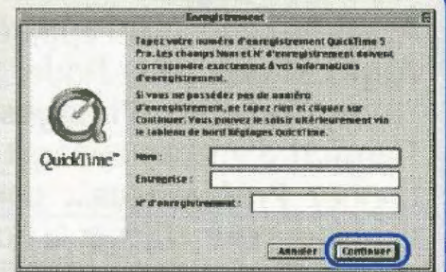 Enregistrement
Tapez votre numéro d'enregistrement QuickTime 5
Pro. Les champs Nom et N° d'enregistrement doivent
correspondre exactement à vos informations
d'enregistrement.
Si vous ne possédez pas de numéro
d'enregistrement, ne tapez rien et cliquer sur
Continuer. Vous pouvez le saisir ultérieurement via
le tableau de bord Réglages QuickTime.
QuickTime™
Nom :
Entreprise :
N° d'enregistrement :
Annuler
Continuer